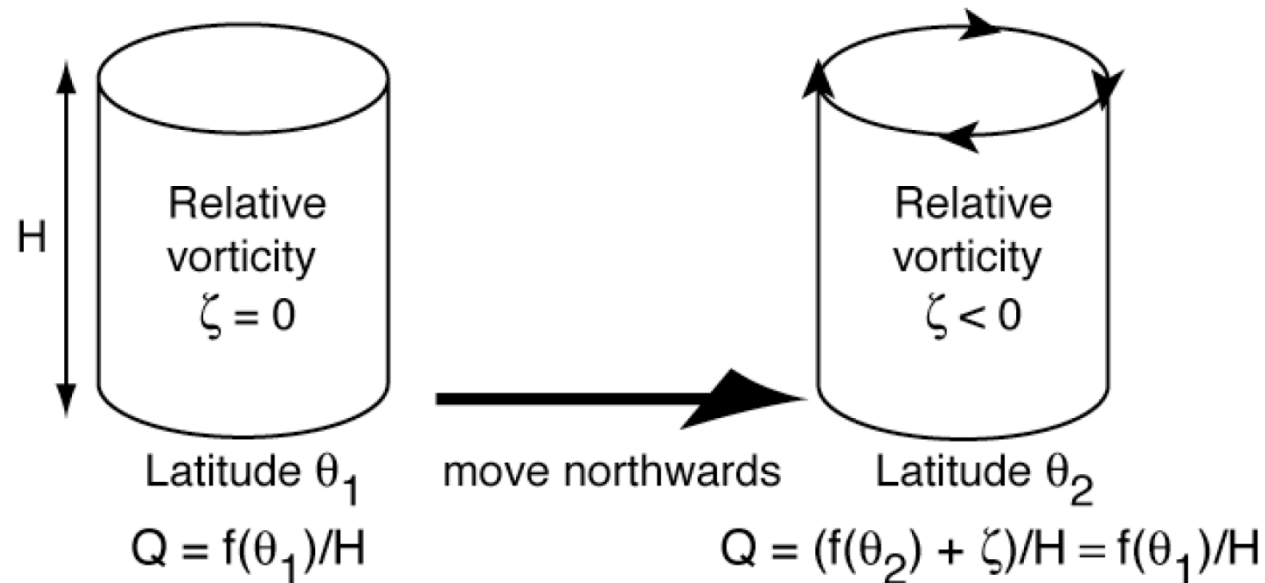 H
Relative
vorticity
ζ = 0
Latitude θ₁
Q = f(θ₁)/H
move northwards
Relative
vorticity
ζ < 0
Latitude θ₂
Q = (f(θ₂) + ζ)/H = f(θ₁)/H